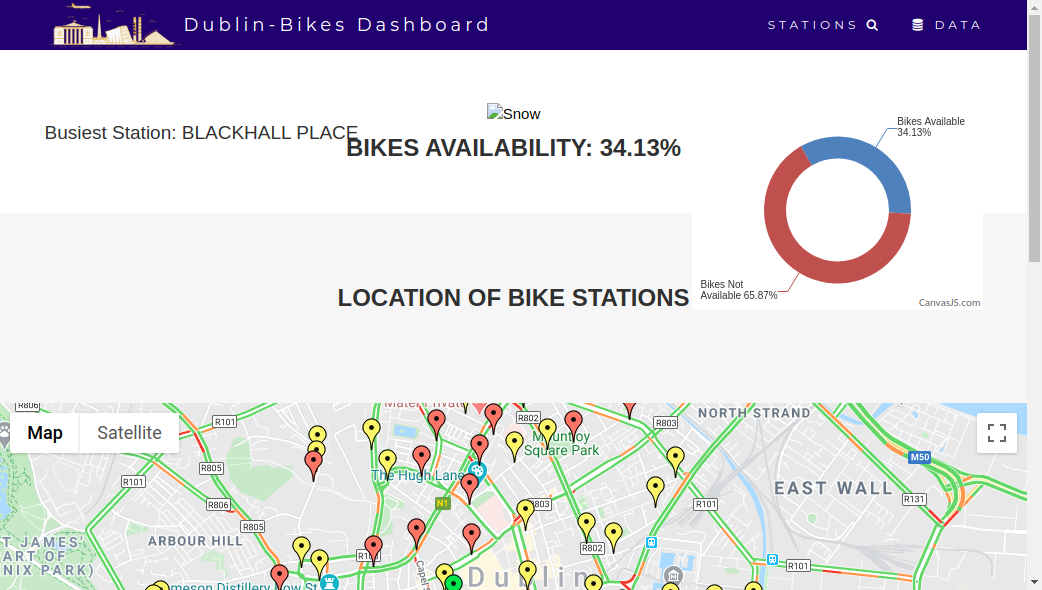 Dublin-Bikes Dashboard
STATIONS
DATA
Snow
Busiest Station: BLACKHALL PLACE
BIKES AVAILABILITY: 34.13%
Bikes Available
34.13%
Bikes Not
Available 65.87%
CanvasJS.com
LOCATION OF BIKE STATIONS
R806
Mater Private
R802
R803
NORTH STRAND
Map
Satellite
R101
Mountjoy
Square Park
M50
R805
The Hugh Lane
R101
EAST WALL
R806
N1
R803
R101
R131
R805
ARBOUR HILL
R802
T JAMES'
ART OF
NIX PARK)
R101
Jameson Distillery Bow St
Capel
Dublin